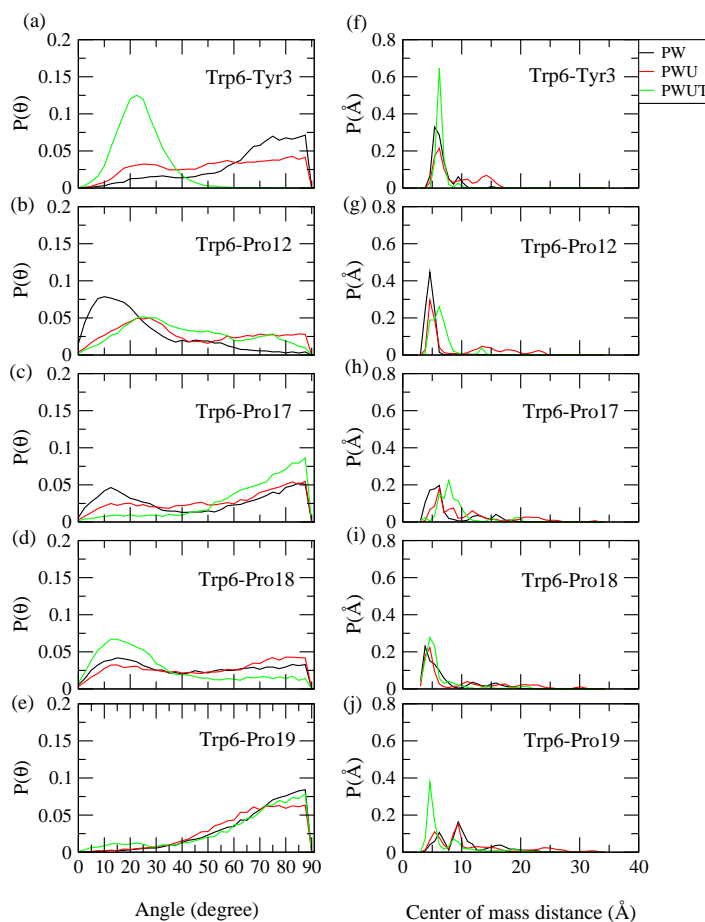 (a)
0.2
0.15
0.1
0.05
0
P(θ)
Trp6-Tyr3
(f)
0.8
0.6
0.4
0.2
0
P(Å)
Trp6-Tyr3
PW
PWU
PWUT
(b)
0.2
0.15
0.1
0.05
0
P(θ)
Trp6-Pro12
(g)
0.8
0.6
0.4
0.2
0
P(Å)
Trp6-Pro12
(c)
0.2
0.15
0.1
0.05
0
P(θ)
Trp6-Pro17
(h)
0.8
0.6
0.4
0.2
0
P(Å)
Trp6-Pro17
(d)
0.2
0.15
0.1
0.05
0
P(θ)
Trp6-Pro18
(i)
0.8
0.6
0.4
0.2
0
P(Å)
Trp6-Pro18
(e)
0.2
0.15
0.1
0.05
0
P(θ)
Trp6-Pro19
0 10 20 30 40 50 60 70 80 90
Angle (degree)
(j)
0.8
0.6
0.4
0.2
0
P(Å)
Trp6-Pro19
0 10 20 30 40
Center of mass distance (Å)